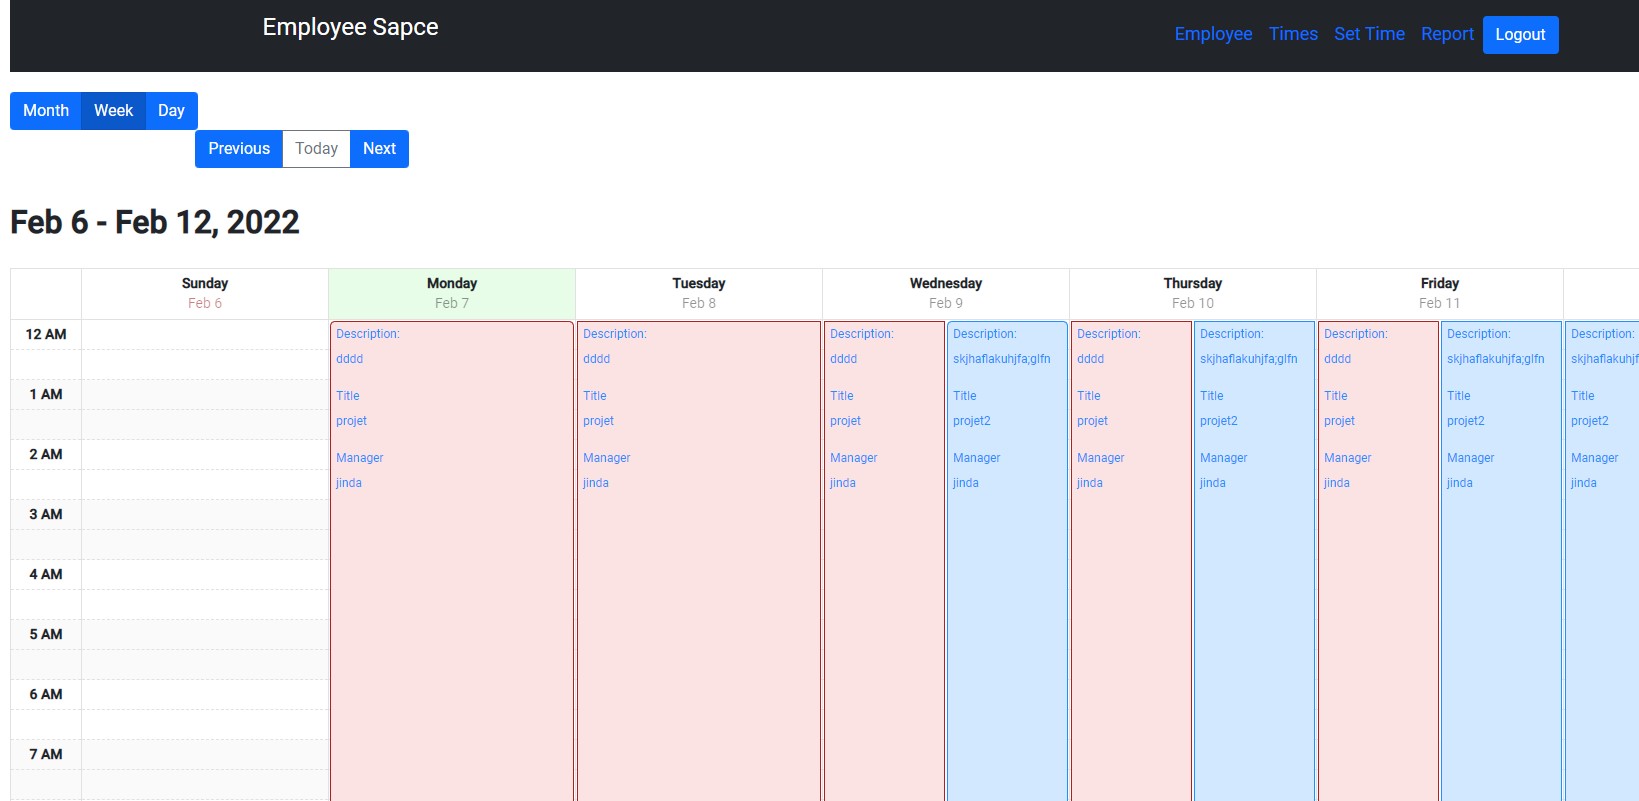 Employee Sapce
Employee Times Set Time Report Logout
Month Week Day
Previous Today Next
Feb 6 - Feb 12, 2022
Sunday Monday Tuesday Wednesday Thursday Friday
Feb 6 Feb 7 Feb 8 Feb 9 Feb 10 Feb 11
12 AM Description: Description: Description: Description: Description: Description: Description: Description: Description:
dddd dddd dddd skjhaflakuhjfa;glfn dddd skjhaflakuhjfa;glfn dddd skjhaflakuhjfa;glfn skjhaflakuhjf
1 AM Title Title Title Title Title Title Title Title Title
projet projet projet projet2 projet projet2 projet projet2 projet2
2 AM Manager Manager Manager Manager Manager Manager Manager Manager Manager
jinda jinda jinda jinda jinda jinda jinda jinda jinda
3 AM
4 AM
5 AM
6 AM
7 AM